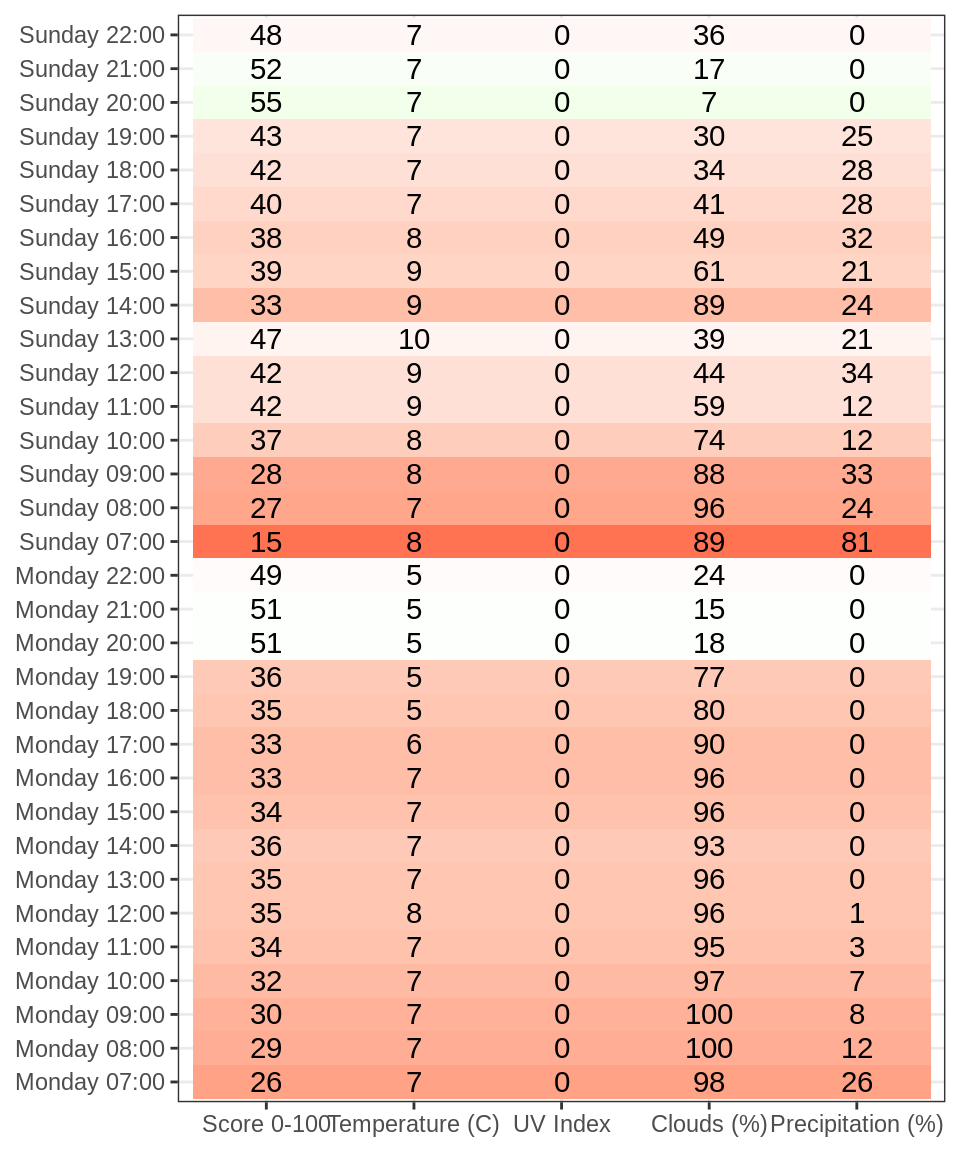 Sunday 22:00 48 7 0 36 0
Sunday 21:00 52 7 0 17 0
Sunday 20:00 55 7 0 7 0
Sunday 19:00 43 7 0 30 25
Sunday 18:00 42 7 0 34 28
Sunday 17:00 40 7 0 41 28
Sunday 16:00 38 8 0 49 32
Sunday 15:00 39 9 0 61 21
Sunday 14:00 33 9 0 89 24
Sunday 13:00 47 10 0 39 21
Sunday 12:00 42 9 0 44 34
Sunday 11:00 42 9 0 59 12
Sunday 10:00 37 8 0 74 12
Sunday 09:00 28 8 0 88 33
Sunday 08:00 27 7 0 96 24
Sunday 07:00 15 8 0 89 81
Monday 22:00 49 5 0 24 0
Monday 21:00 51 5 0 15 0
Monday 20:00 51 5 0 18 0
Monday 19:00 36 5 0 77 0
Monday 18:00 35 5 0 80 0
Monday 17:00 33 6 0 90 0
Monday 16:00 33 7 0 96 0
Monday 15:00 34 7 0 96 0
Monday 14:00 36 7 0 93 0
Monday 13:00 35 7 0 96 0
Monday 12:00 35 8 0 96 1
Monday 11:00 34 7 0 95 3
Monday 10:00 32 7 0 97 7
Monday 09:00 30 7 0 100 8
Monday 08:00 29 7 0 100 12
Monday 07:00 26 7 0 98 26
Score 0-100 Temperature (C) UV Index Clouds (%) Precipitation (%)